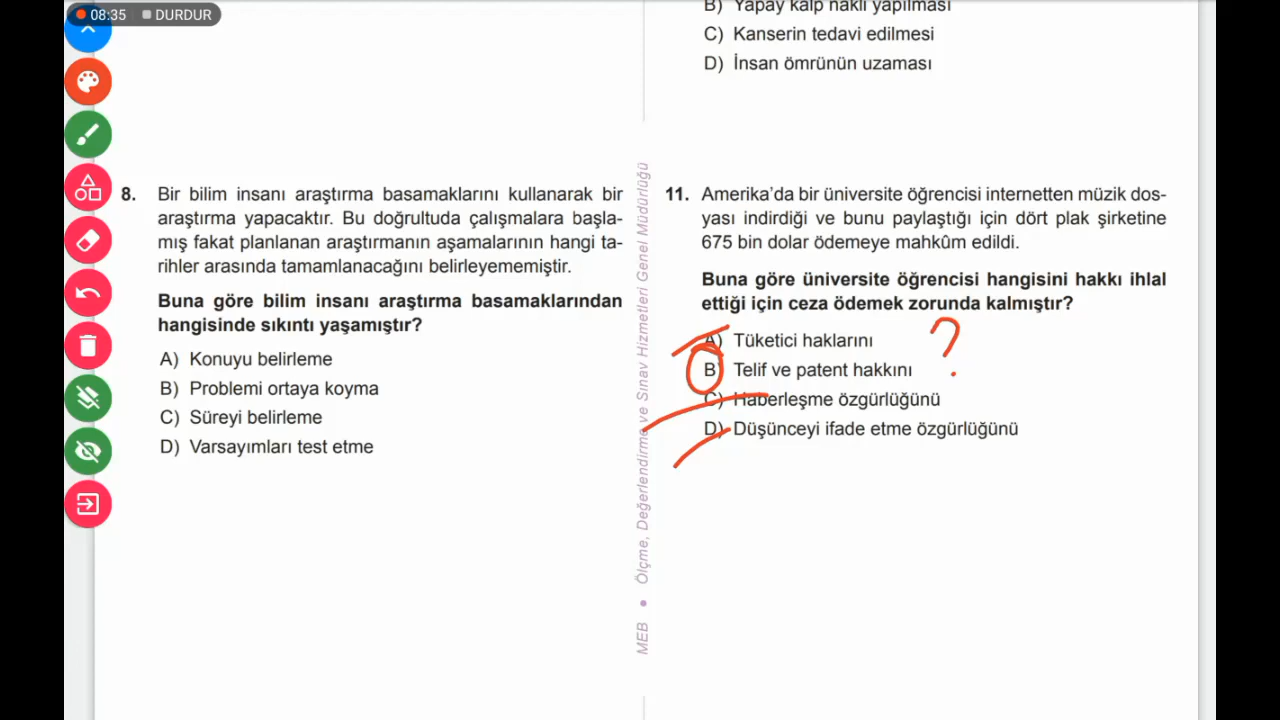 08:35 DURDUR
8. Bir bilim insanı araştırma basamaklarını kullanarak bir
araştırma yapacaktır. Bu doğrultuda çalışmalara başla-
mış fakat planlanan araştırmanın aşamalarının hangi ta-
rihler arasında tamamlanacağını belirleyememiştir.
Buna göre bilim insanı araştırma basamaklarından
hangisinde sıkıntı yaşamıştır?
A) Konuyu belirleme
B) Problemi ortaya koyma
C) Süreyi belirleme
D) Varsayımları test etme
MEB • Ölçme, Değerlendirme ve Sınav Hizmetleri Genel Müdürlüğü
B) Yapay kalp nakli yapılması
C) Kanserin tedavi edilmesi
D) İnsan ömrünün uzaması
11. Amerika’da bir üniversite öğrencisi internetten müzik dos-
yası indirdiği ve bunu pylaştığı için dört plak şirketine
675 bin dolar ödemeye mahkûm edildi.
Buna göre üniversite öğrencisi hangisini hakkı ihlal
ettiği için ceza ödemek zorunda kalmıştır?
A) Tüketici haklarını
?
B) Telif ve patent hakkını
C) Haberleşme özgürlüğünü
D) Düşünceyi ifade etme özgürlüğünü